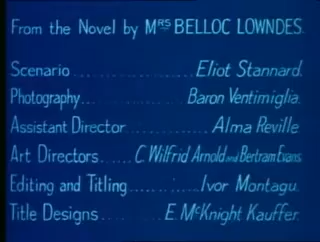 From the Novel by MRS BELLOC LOWNDES.
Scenario.....................Eliot Stannard.
Photography................Baron Ventimiglia.
Assistant Director..............Alma Reville
Art Directors......C. Wilfrid Arnold and Bertram Evans
Editing and Titling............Ivor Montagu.
Title Designs..........E. McKnight Kauffer.